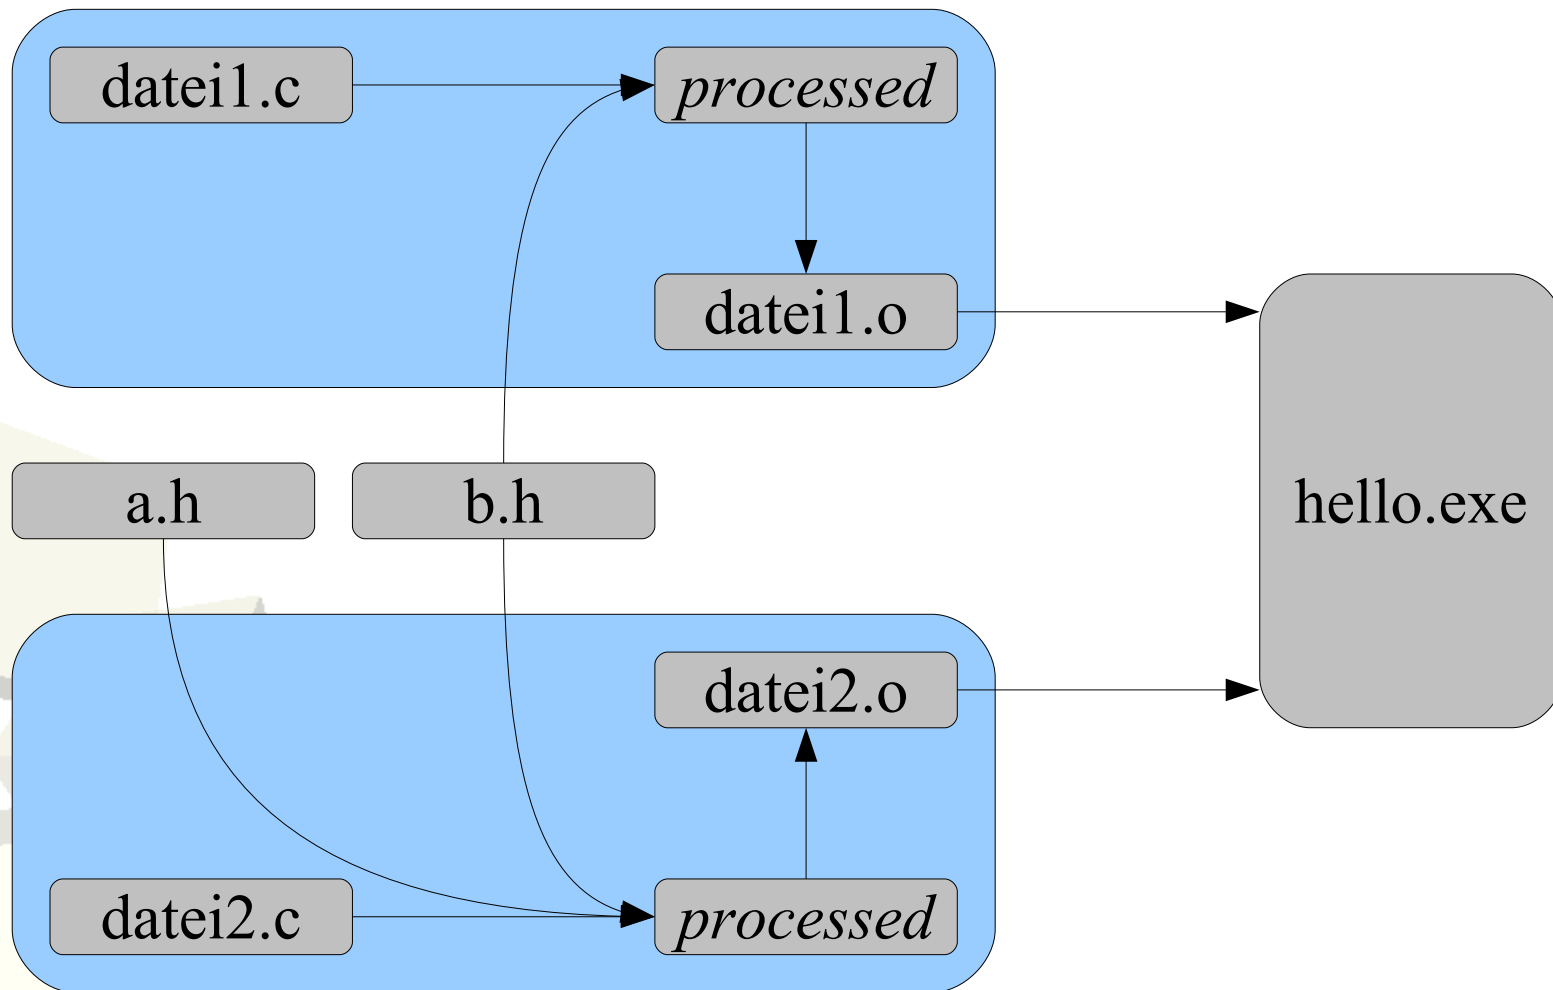 datei1.c
processed
datei1.o
a.h
b.h
hello.exe
datei2.o
datei2.c
processed